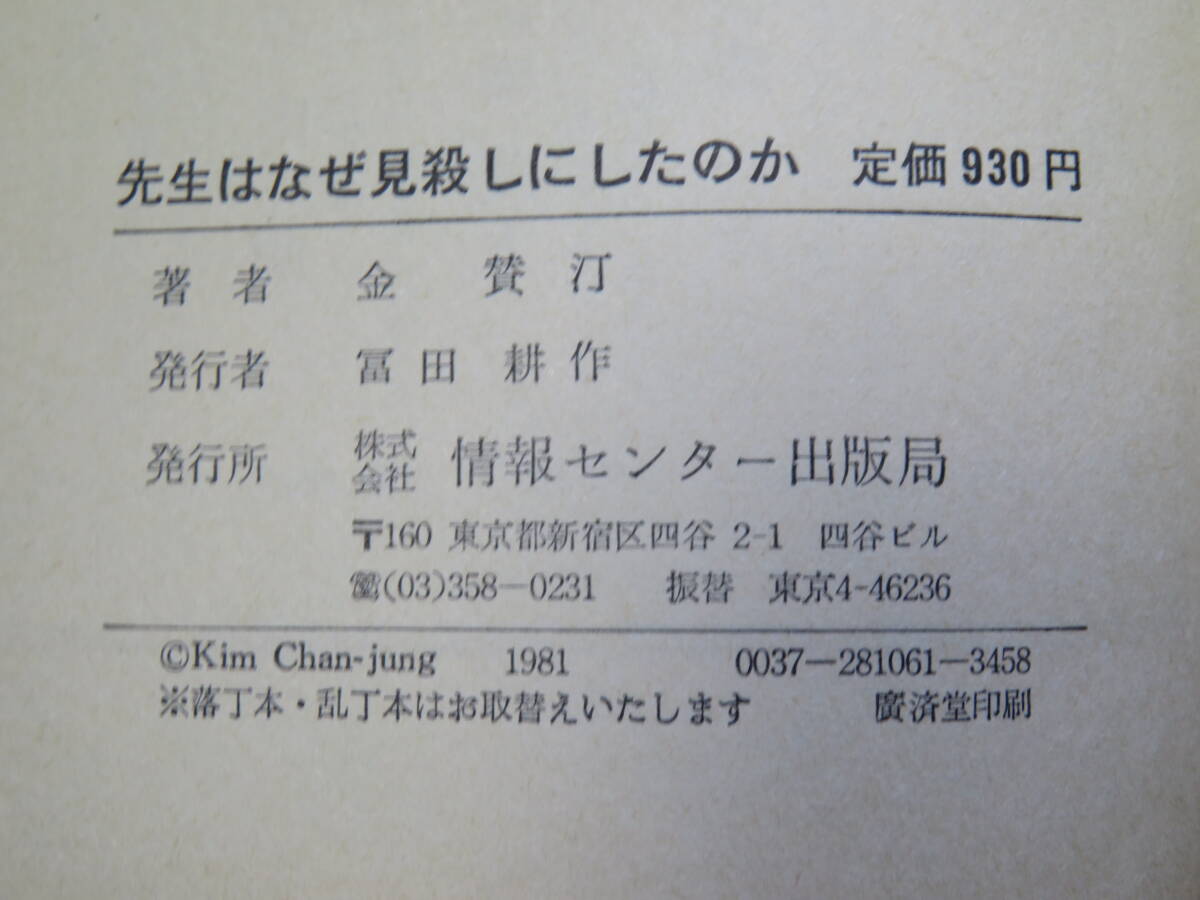 先生はなぜ見殺しにしたのか 定価930円
著者 金 賛汀
発行者 冨田耕作
発行所 株式会社 情報センター出版局
〒160 東京都新宿区四谷 2-1 四谷ビル
☎(03)358—0231 振替 東京4-46236
©Kim Chan-jung 1981 0037—281061—3458
※落丁本・乱丁本はお取替えいたします 廣済堂印刷